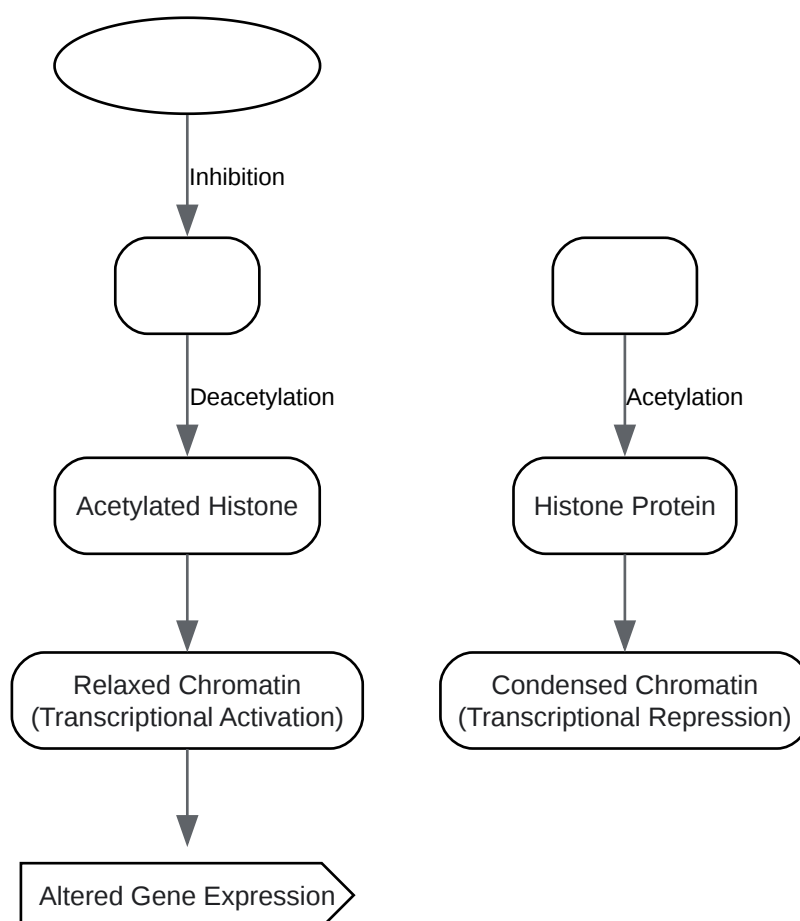 Inhibition
Deacetylation
Acetylation
Acetylated Histone
Histone Protein
Relaxed Chromatin
(Transcriptional Activation)
Condensed Chromatin
(Transcriptional Repression)
Altered Gene Expression